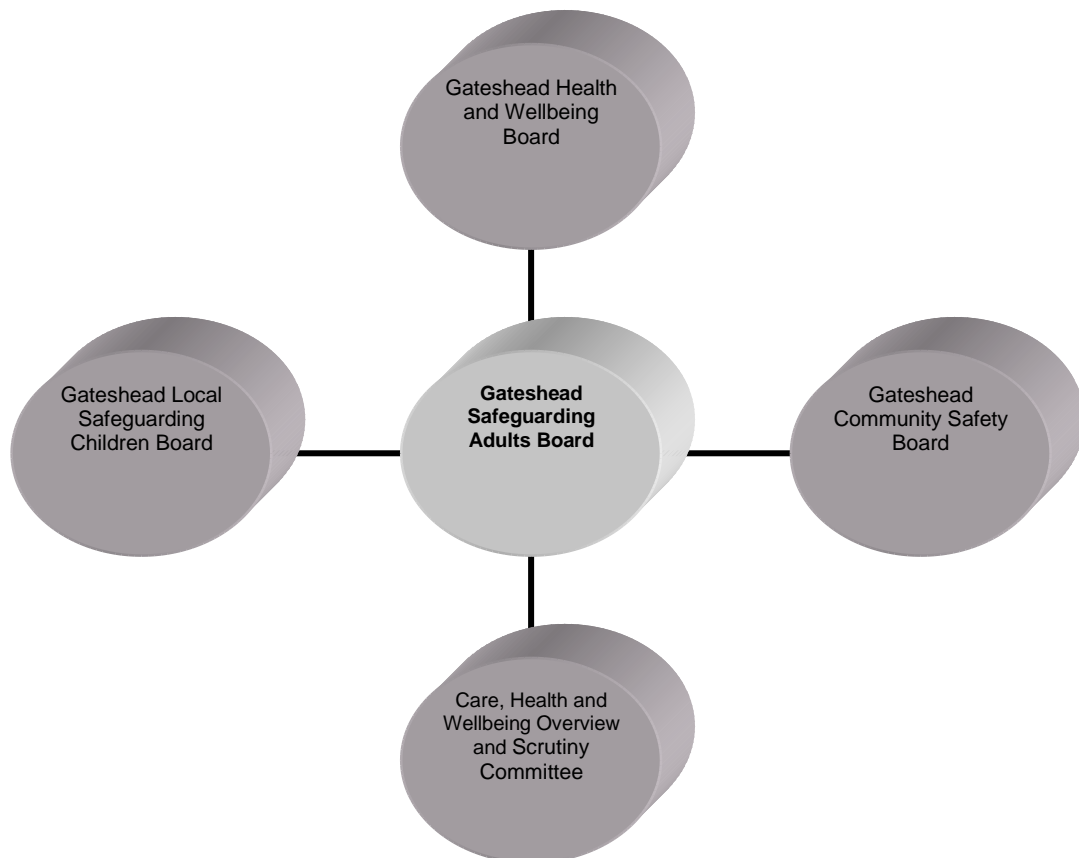 Gateshead Health
and Wellbeing
Board
Gateshead Local
Safeguarding
Children Board
Gateshead
Safeguarding
Adults Board
Gateshead
Community Safety
Board
Care, Health and
Wellbeing Overview
and Scrutiny
Committee